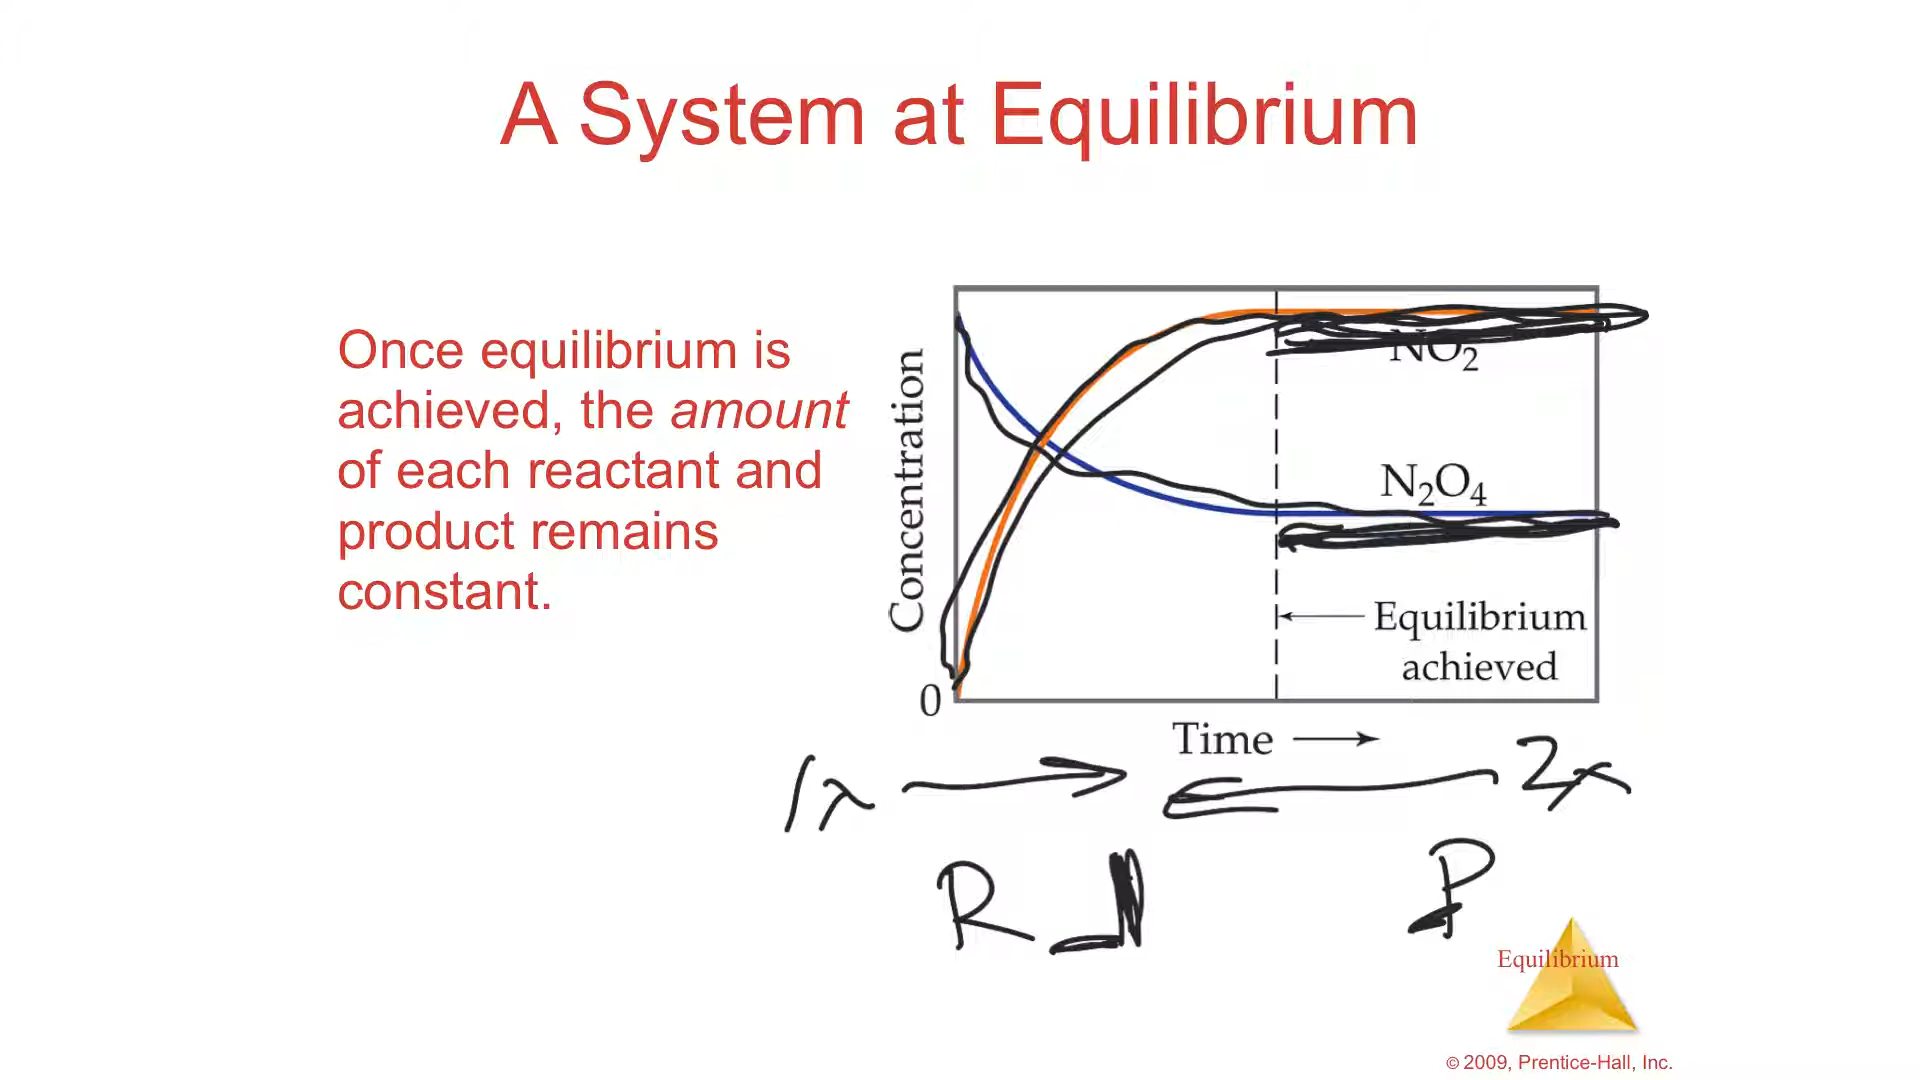 A System at Equilibrium
Once equilibrium is
achieved, the amount
of each reactant and
product remains
constant.
Concentration
NO₂
N₂O₄
Equilibrium
achieved
0
Time
1x
2x
R
P
Equilibrium
© 2009, Prentice-Hall, Inc.